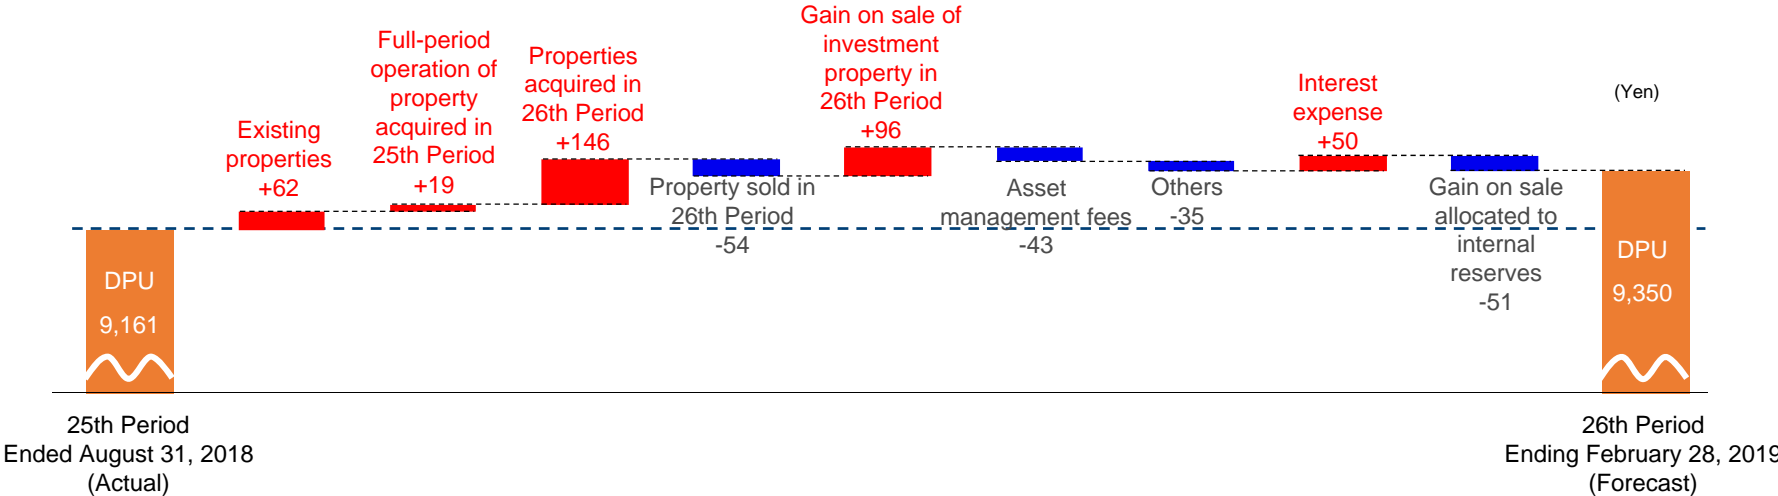 Existing
properties
+62
Full-period
operation of
property
acquired in
25th Period
+19
Properties
acquired in
26th Period
+146
Property sold in
26th Period
-54
Gain on sale of
investment
property in
26th Period
+96
Asset
management fees
-43
Others
-35
Interest
expense
+50
Gain on sale
allocated to
internal
reserves
-51
(Yen)
DPU
9,161
DPU
9,350
25th Period
Ended August 31, 2018
(Actual)
26th Period
Ending February 28, 2019
(Forecast)